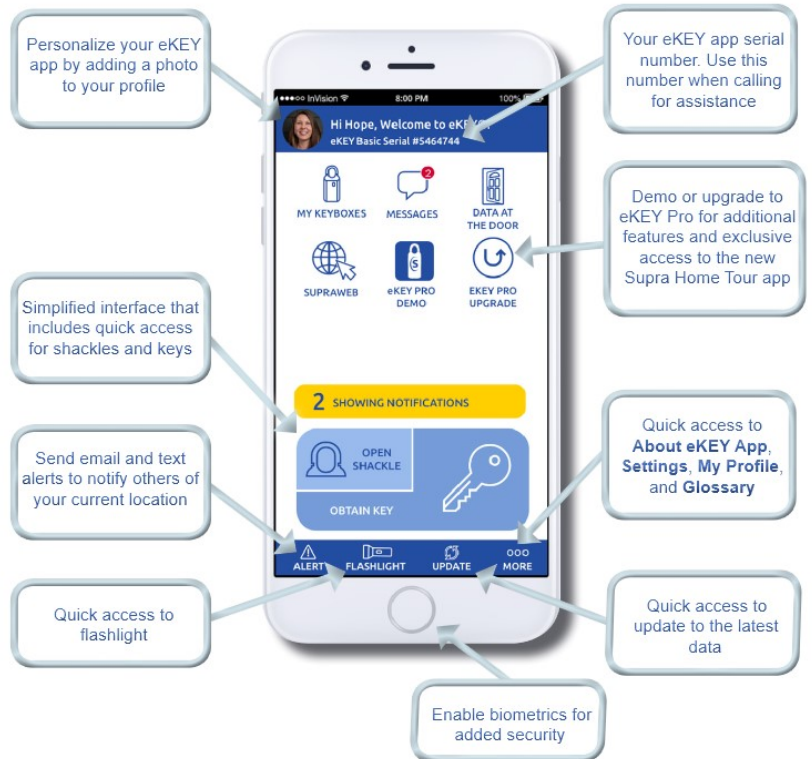 Personalize your eKEY
app by adding a photo
to your profile
Your eKEY app serial
number. Use this
number when calling
for assistance
InVision
8:00 PM
100%
Hi Hope, Welcome to
eKEY Basic Serial #5464744
MY KEYBOXES
2
MESSAGES
DATA AT
THE DOOR
SUPRAWEB
eKEY PRO
DEMO
EKEY PRO
UPGRADE
Demo or upgrade to
eKEY Pro for additional
features and exclusive
access to the new
Supra Home Tour app
Simplified interface that
includes quick access
for shackles and keys
2 SHOWING NOTIFICATIONS
OPEN
SHACKLE
OBTAIN KEY
Quick access to
About eKEY App,
Settings, My Profile,
and Glossary
Send email and text
alerts to notify others of
your current location
ALERT
FLASHLIGHT
UPDATE
MORE
Quick access to
flashlight
Quick access to
update to the latest
data
Enable biometrics for
added security